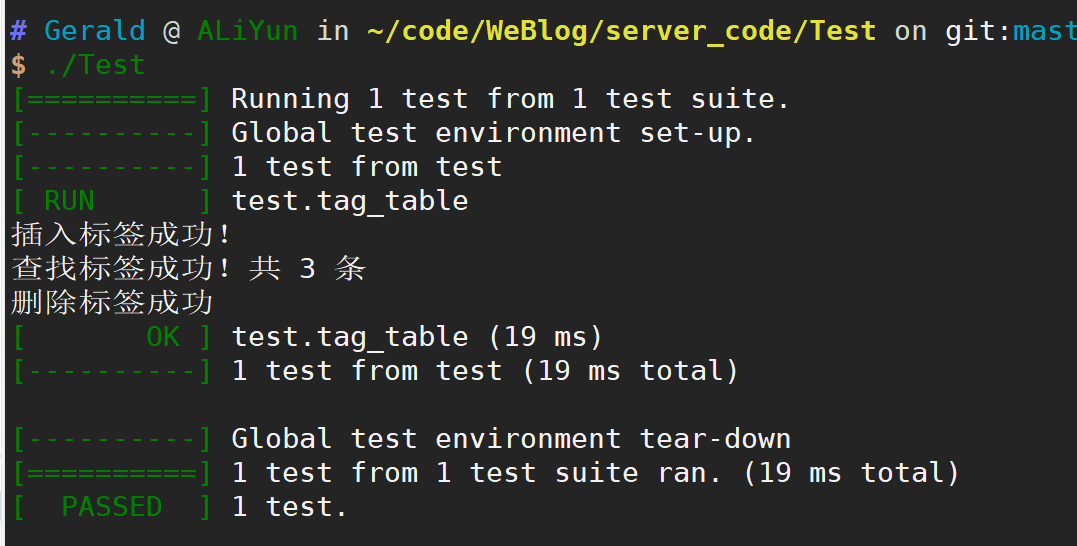 # Gerald @ ALiYun in ~/code/WeBlog/server_code/Test on git:mast
$ ./Test
[==========] Running 1 test from 1 test suite.
[----------] Global test environment set-up.
[----------] 1 test from test
[ RUN      ] test.tag_table
插入标签成功！
查找标签成功！共 3 条
删除标签成功
[       OK ] test.tag_table (19 ms)
[----------] 1 test from test (19 ms total)
[----------] Global test environment tear-down
[==========] 1 test from 1 test suite ran. (19 ms total)
[  PASSED  ] 1 test.